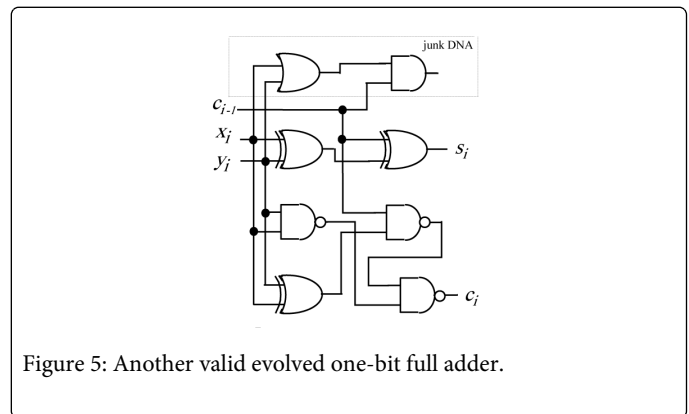 junk DNA
c_{i-1}
x_i
y_i
s_i
c_i
Figure 5: Another valid evolved one-bit full adder.